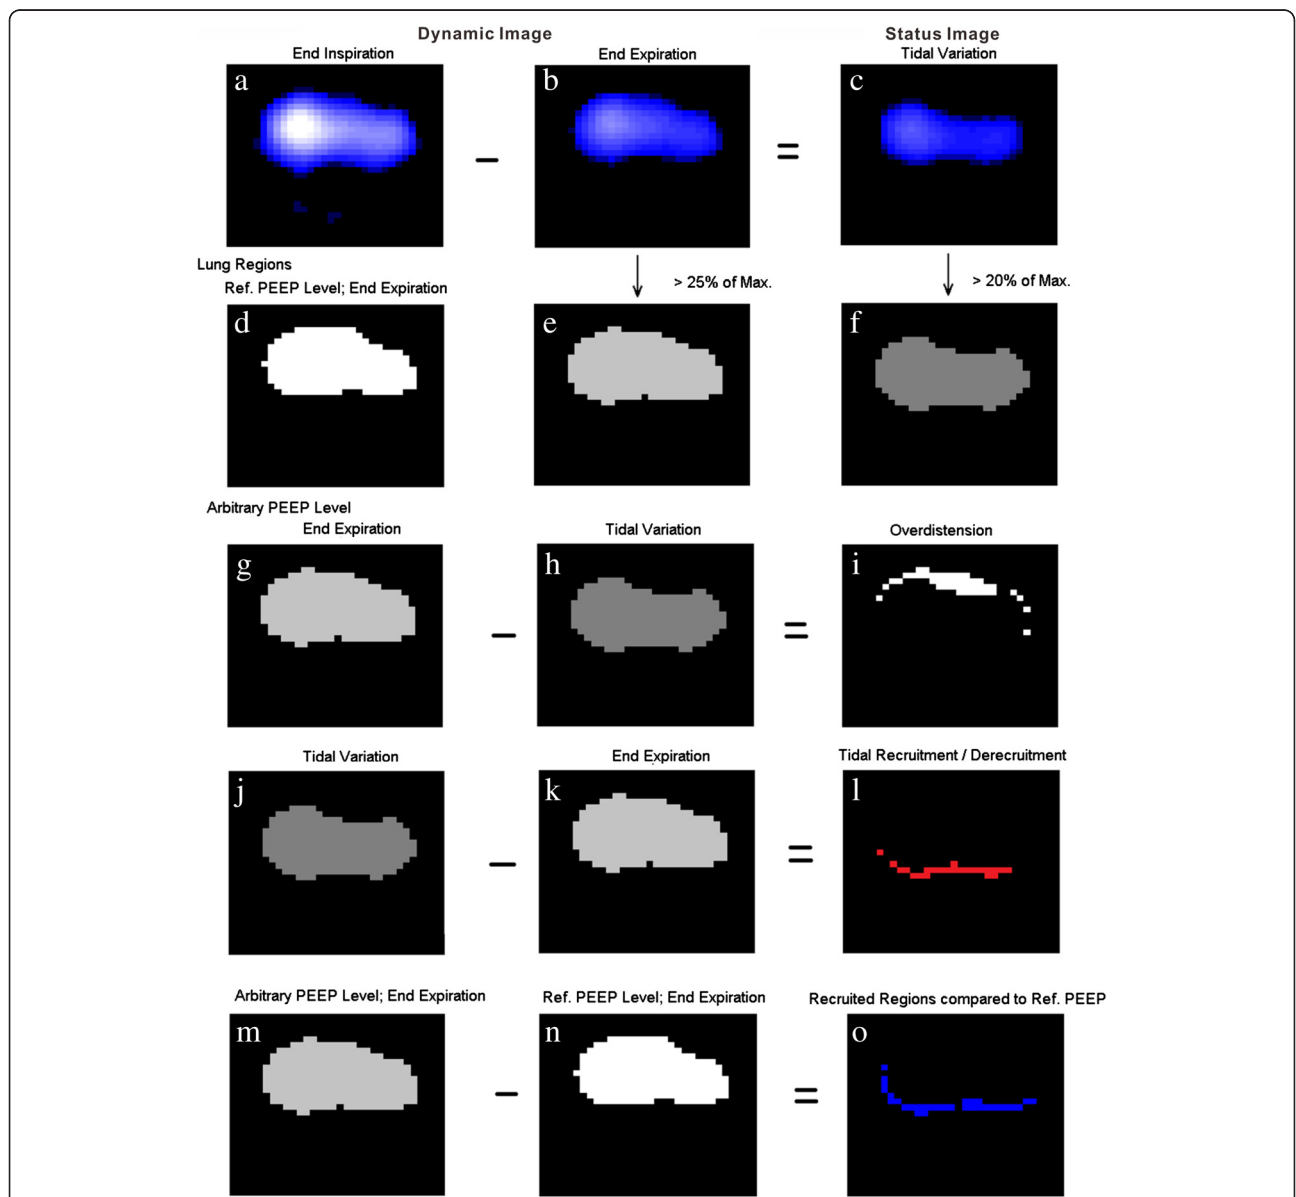 Dynamic Image
Status Image
End Inspiration
End Expiration
Tidal Variation
a
b
c
−
=
Lung Regions
Ref. PEEP Level; End Expiration
> 25% of Max.
> 20% of Max.
d
e
f
Arbitrary PEEP Level
End Expiration
Tidal Variation
Overdistension
g
h
i
−
=
Tidal Variation
End Expiration
Tidal Recruitment / Derecruitment
j
k
l
−
=
Arbitrary PEEP Level; End Expiration
Ref. PEEP Level; End Expiration
Recruited Regions compared to Ref. PEEP
m
n
o
−
=